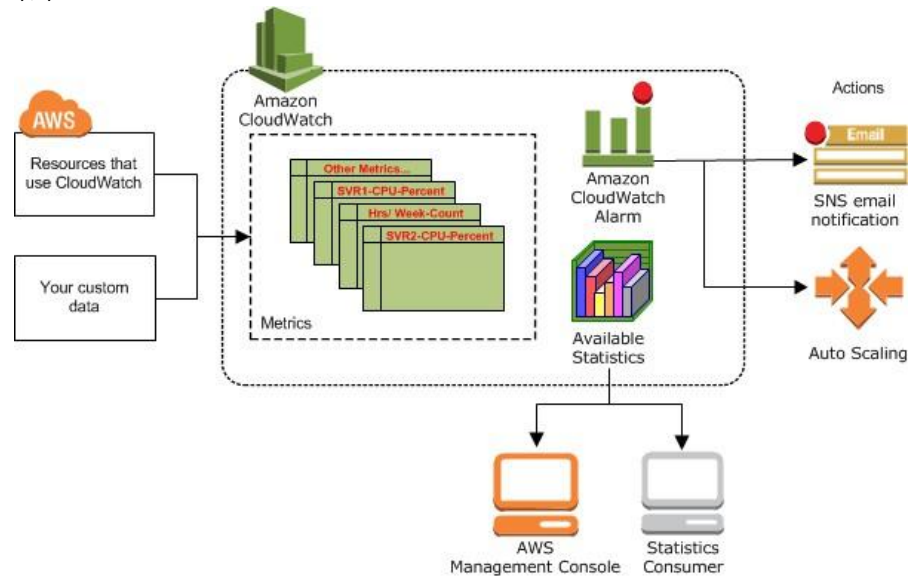 Amazon
CloudWatch
Actions
AWS
Resources that
use CloudWatch
Your custom
data
Other Metrics...
SVR1-CPU-Percent
Hrs/ Week-Count
SVR2-CPU-Percent
Metrics
Amazon
CloudWatch
Alarm
Available
Statistics
Email
SNS email
notification
Auto Scaling
AWS
Management Console
Statistics
Consumer